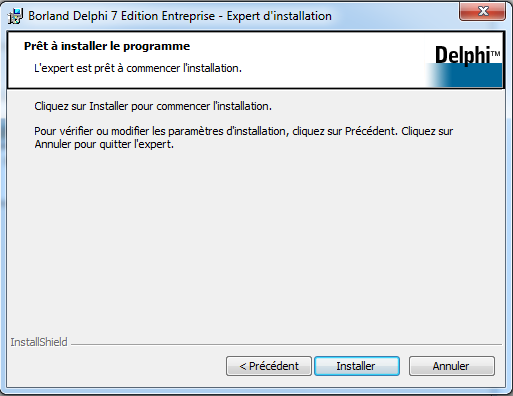 Borland Delphi 7 Edition Entreprise - Expert d'installation
Prêt à installer le programme
L'expert est prêt à commencer l'installation.
Delphi™
Cliquez sur Installer pour commencer l'installation.
Pour vérifier ou modifier les paramètres d'installation, cliquez sur Précédent. Cliquez sur
Annuler pour quitter l'expert.
InstallShield
< Précédent
Installer
Annuler